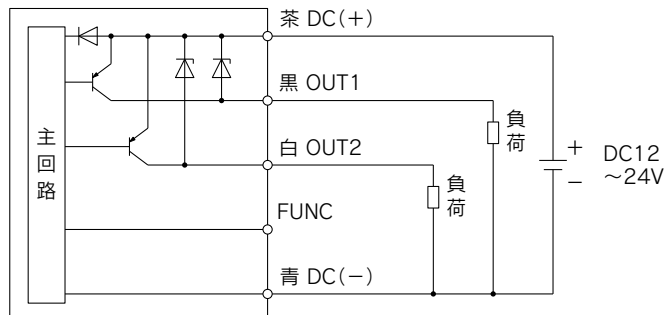 茶 DC(+)
黒 OUT1
主回路
負荷
+
DC12
白 OUT2
−
～24V
負荷
FUNC
青 DC(−)